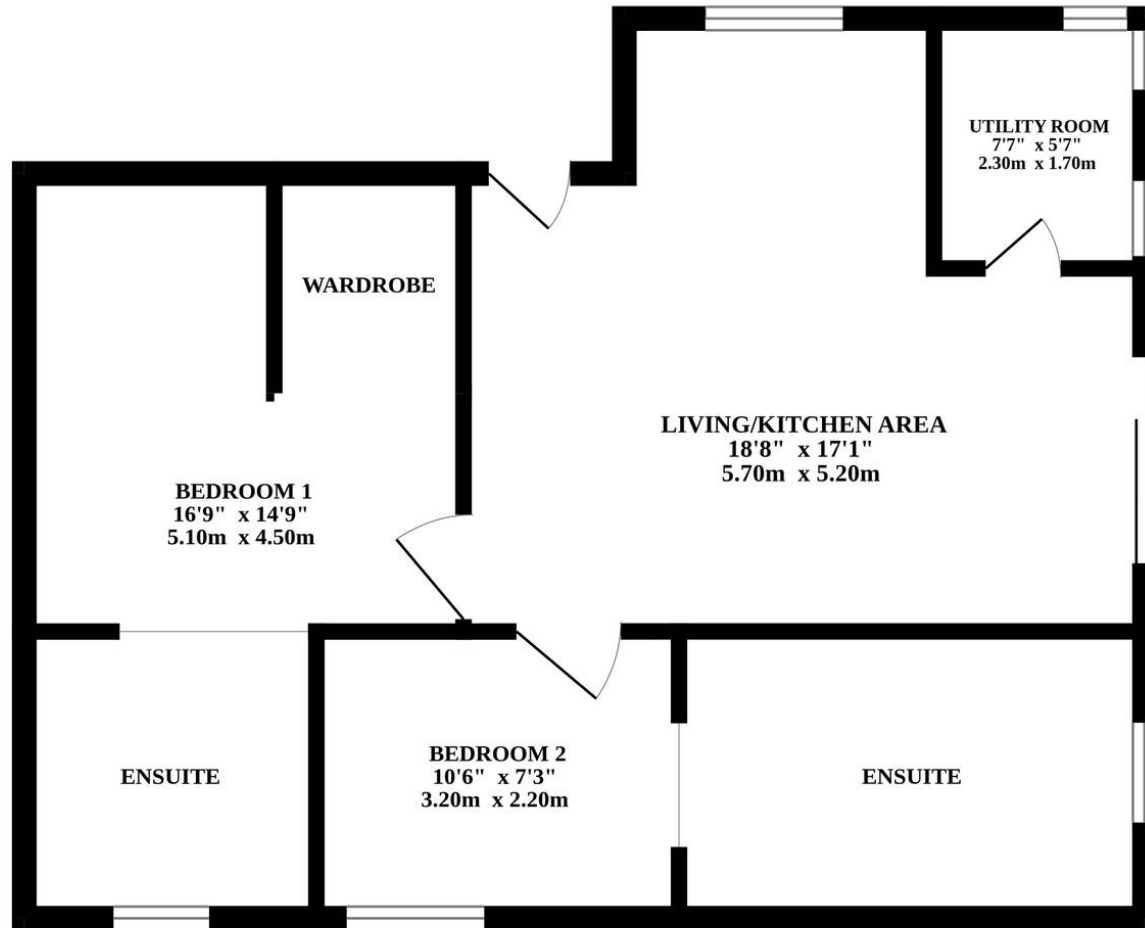 UTILITY ROOM
7'7" x 5'7"
2.30m x 1.70m
WARDROBE
LIVING/KITCHEN AREA
18'8" x 17'1"
5.70m x 5.20m
BEDROOM 1
16'9" x 14'9"
5.10m x 4.50m
ENSUITE
BEDROOM 2
10'6" x 7'3"
3.20m x 2.20m
ENSUITE